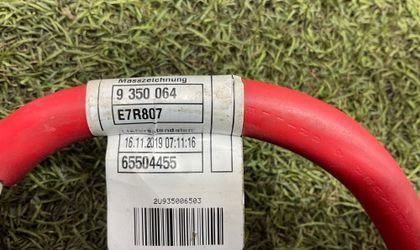 Masszeichnung
9 350 064
E7R807
16.11.2019 07:11:16
65504455
2U935006503